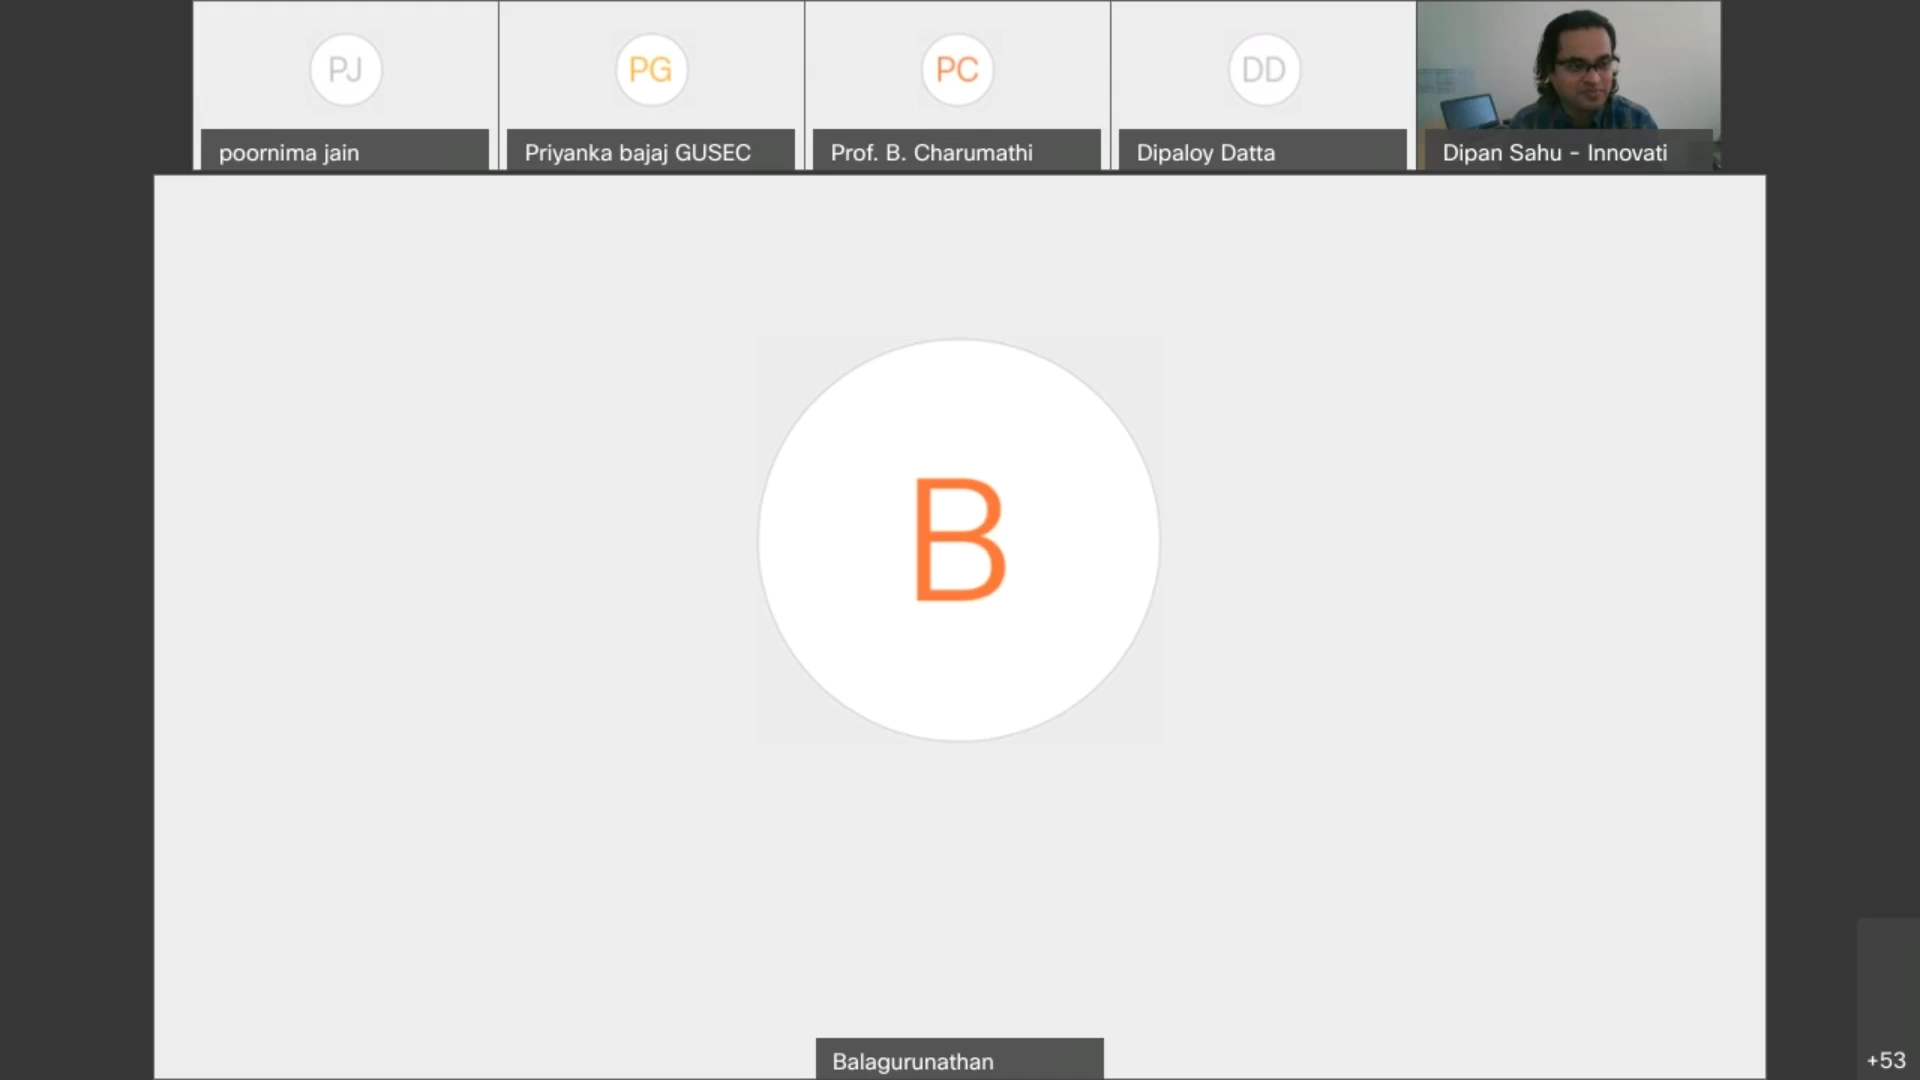 PJ
PG
PC
DD
poornima jain
Priyanka bajaj GUSEC
Prof. B. Charumathi
Dipaloy Datta
Dipan Sahu - Innovati
B
Balagurunathan
+53